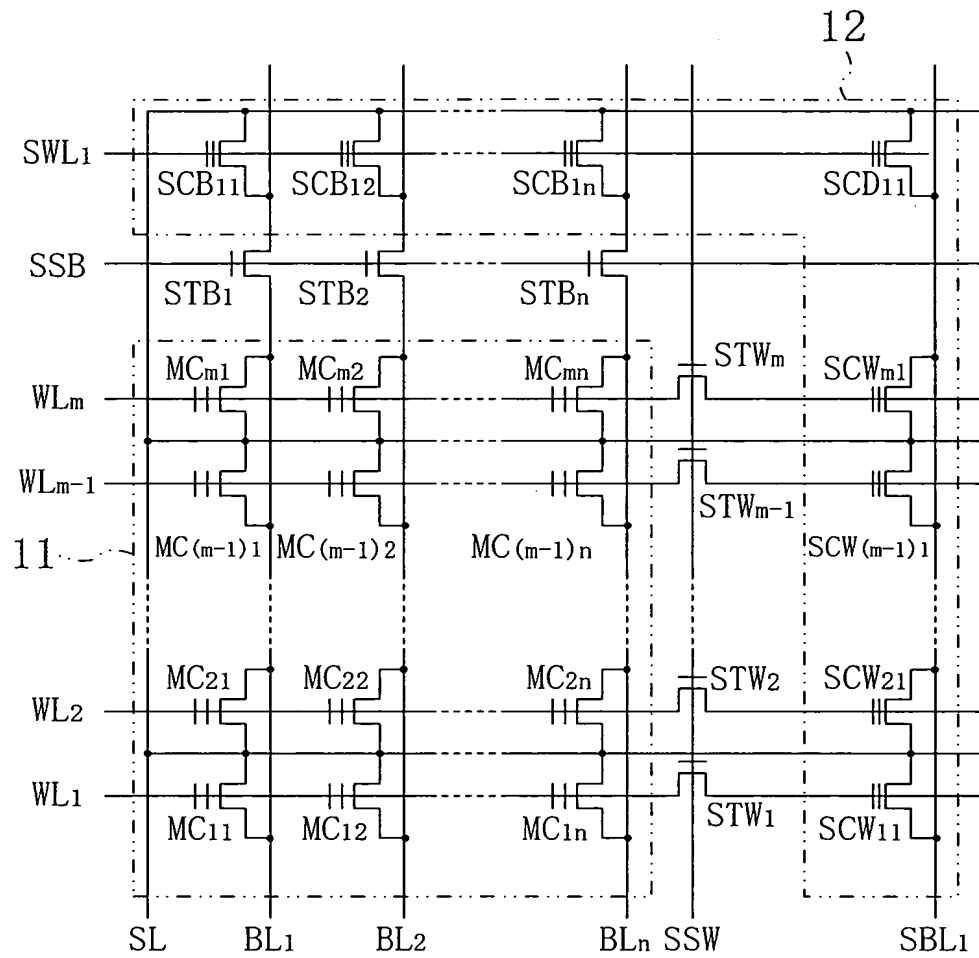 12
SWL1
SCB11 SCB12 SCB1n SCD11
SSB
STB1 STB2 STBn
MCm1 MCm2 MCmn STWm SCWm1
WLm
WLm-1
STWm-1
11 MC(m-1)1 MC(m-1)2 MC(m-1)n SCW(m-1)1
MC21 MC22 MC2n STW2 SCW21
WL2
WL1
MC11 MC12 MC1n STW1 SCW11
SL BL1 BL2 BLn SSW SBL1